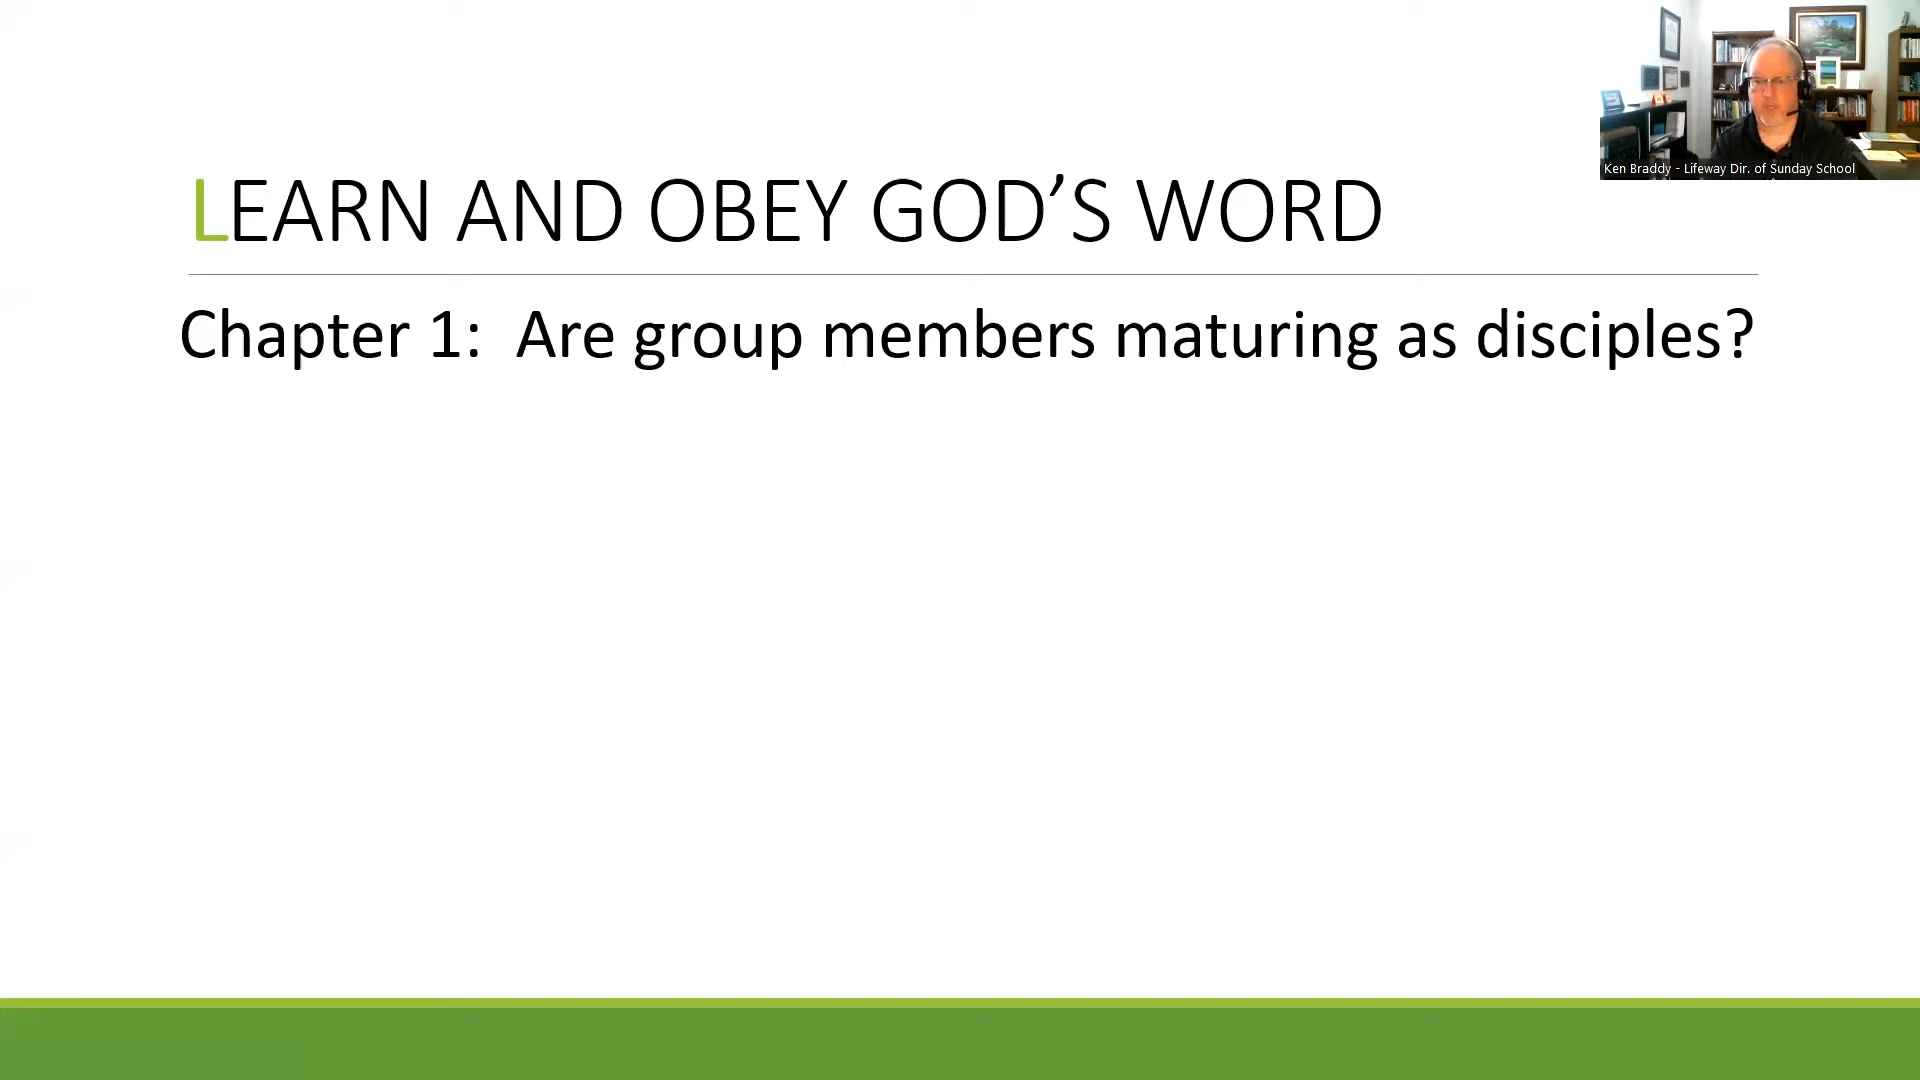 LEARN AND OBEY GOD’S WORD
Chapter 1:  Are group members maturing as disciples?
Ken Braddy - Lifeway Dir. of Sunday School